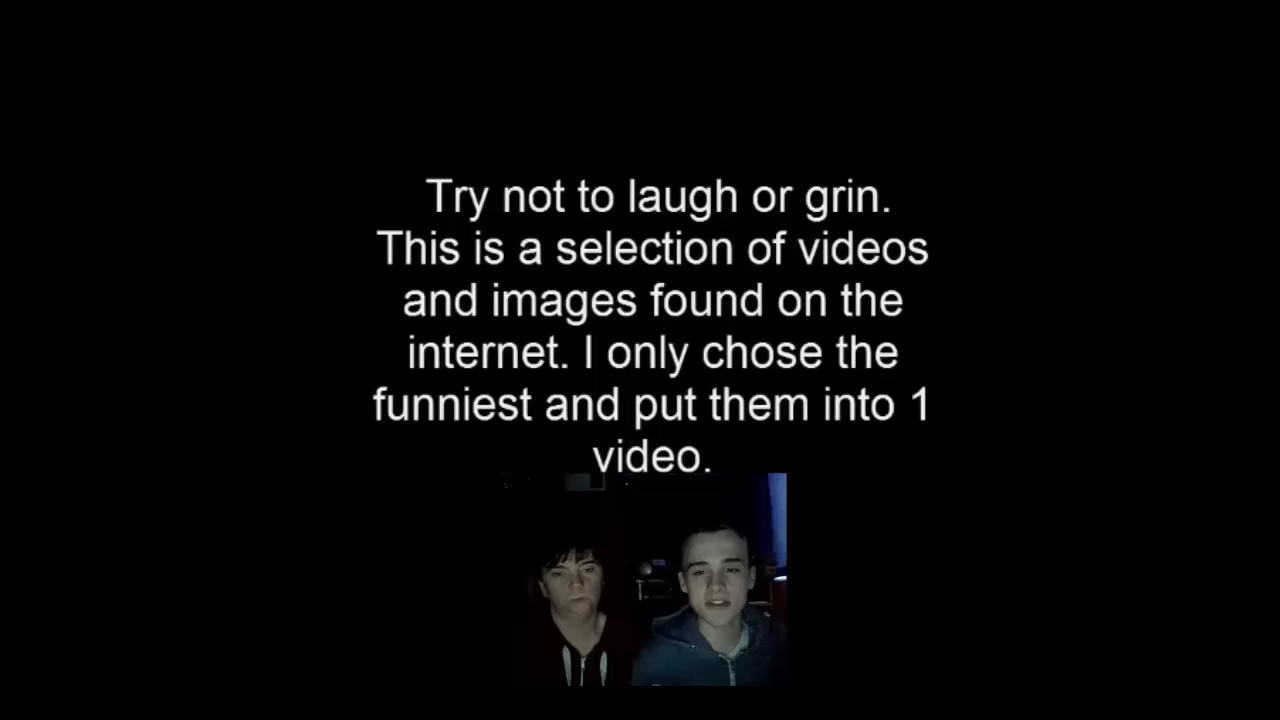 Try not to laugh or grin.
This is a selection of videos
and images found on the
internet. I only chose the
funniest and put them into 1
video.